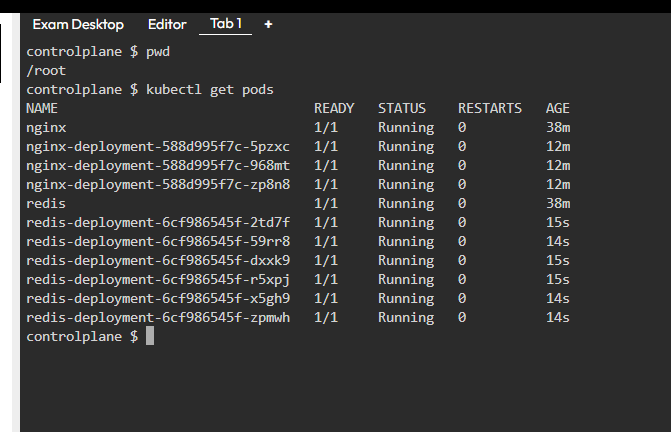 Exam Desktop Editor Tab 1 +
controlplane $ pwd
/root
controlplane $ kubectl get pods
NAME READY STATUS RESTARTS AGE
nginx 1/1 Running 0 38m
nginx-deployment-588d995f7c-5pzxc 1/1 Running 0 12m
nginx-deployment-588d995f7c-968mt 1/1 Running 0 12m
nginx-deployment-588d995f7c-zp8n8 1/1 Running 0 12m
redis 1/1 Running 0 38m
redis-deployment-6cf986545f-2td7f 1/1 Running 0 15s
redis-deployment-6cf986545f-59rr8 1/1 Running 0 14s
redis-deployment-6cf986545f-dxxk9 1/1 Running 0 15s
redis-deployment-6cf986545f-r5xpj 1/1 Running 0 15s
redis-deployment-6cf986545f-x5gh9 1/1 Running 0 14s
redis-deployment-6cf986545f-zpmwh 1/1 Running 0 14s
controlplane $